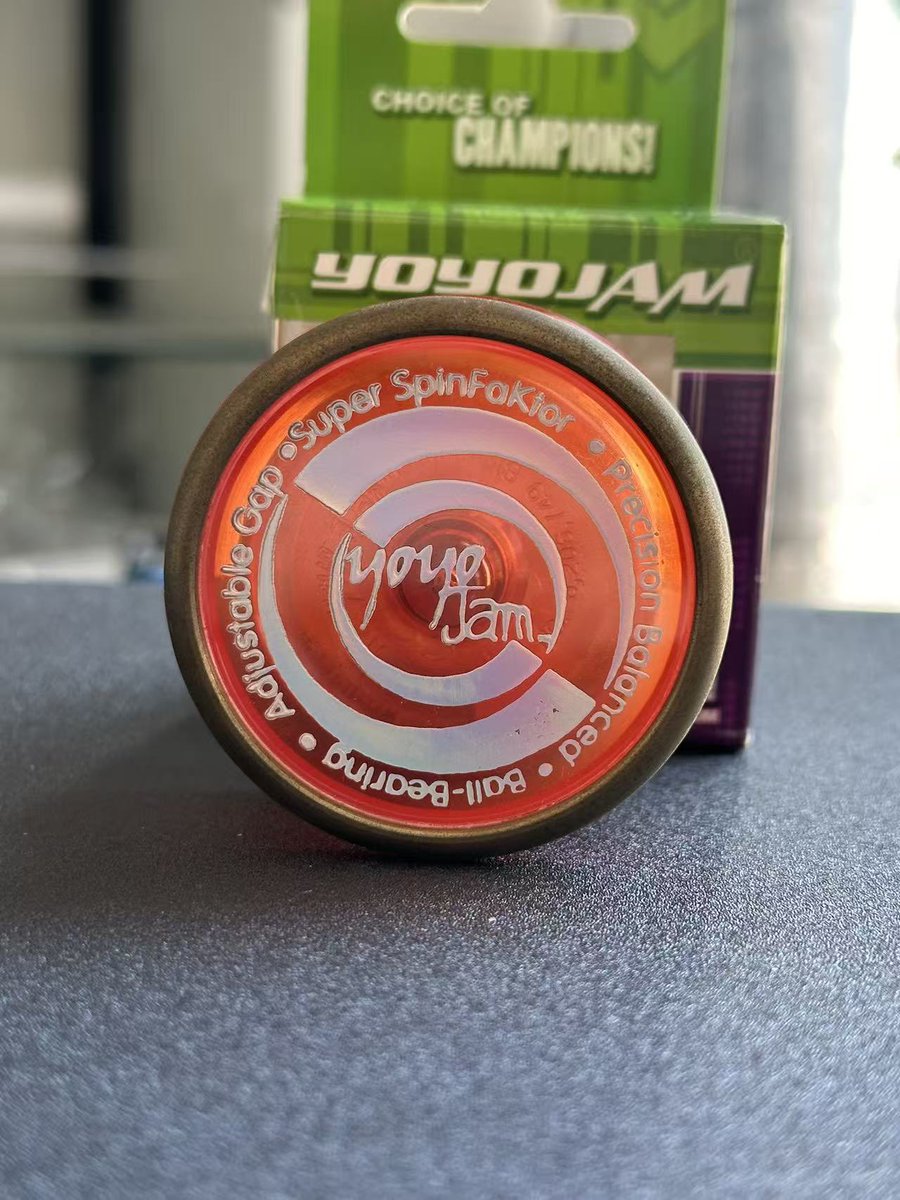 CHOICE OF
CHAMPIONS!
YOYOJAM
• Super SpinFaKtor • Precision Balanced • Ball-Bearing • Adjustable Gap
yoyo
Jam